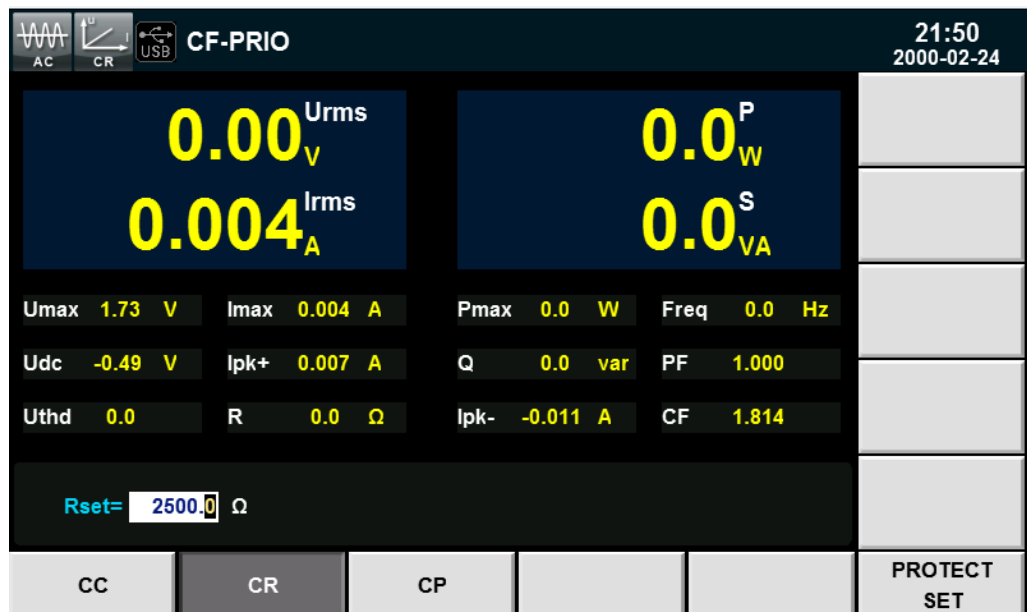 AC U I CR USB CF-PRIO 21:50
2000-02-24
0.00 Urms V 0.0 P W
0.004 Irms A 0.0 S VA
Umax 1.73 V Imax 0.004 A Pmax 0.0 W Freq 0.0 Hz
Udc -0.49 V Ipk+ 0.007 A Q 0.0 var PF 1.000
Uthd 0.0 R 0.0 Ω Ipk- -0.011 A CF 1.814
Rset= 2500.0 Ω
CC CR CP PROTECT
SET